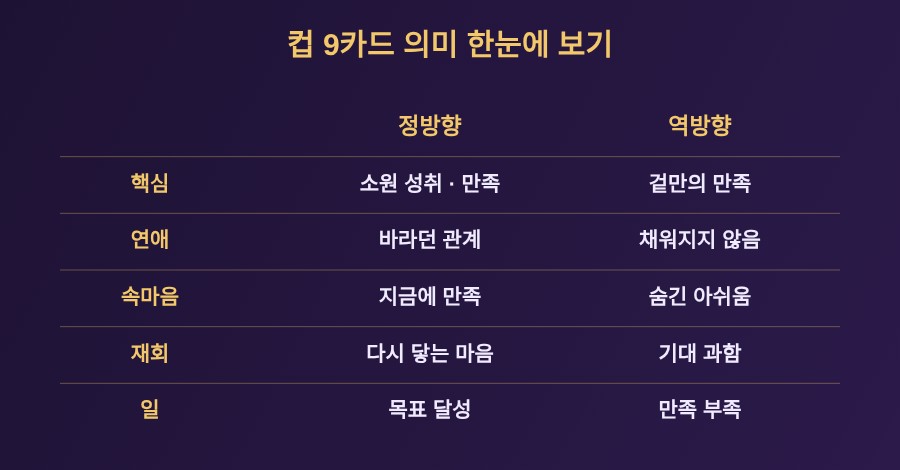 컵 9카드 의미 한눈에 보기
정방향 역방향
핵심 소원 성취 · 만족 겉만의 만족
연애 바라던 관계 채워지지 않음
속마음 지금에 만족 숨긴 아쉬움
재회 다시 닿는 마음 기대 과함
일 목표 달성 만족 부족